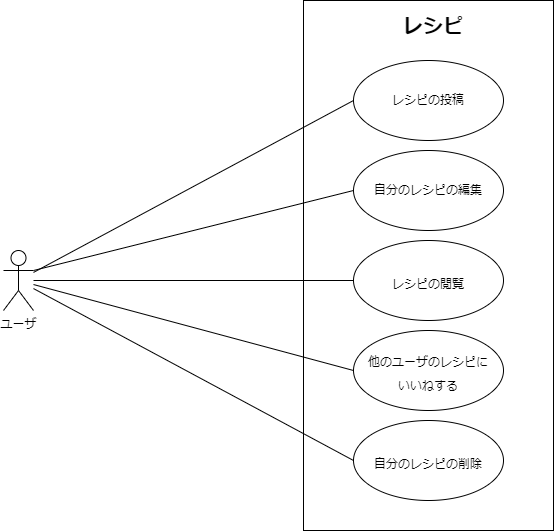 レシピ
レシピの投稿
自分のレシピの編集
レシピの閲覧
ユーザ
他のユーザのレシピに
いいねする
自分のレシピの削除